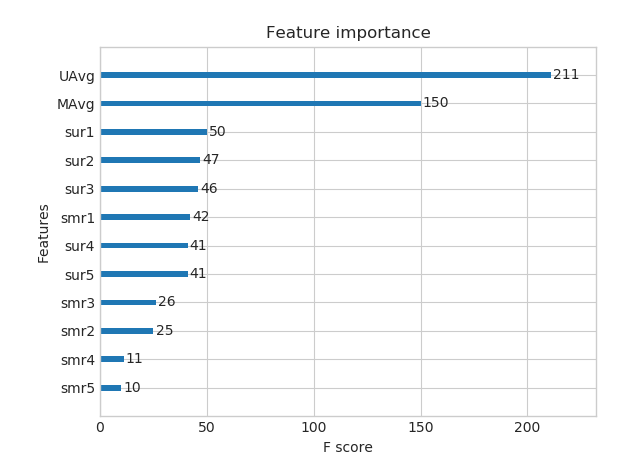 Feature importance
UAvg 211
MAvg 150
sur1 50
sur2 47
sur3 46
smr1 42
sur4 41
sur5 41
smr3 26
smr2 25
smr4 11
smr5 10
Features
0 50 100 150 200
F score